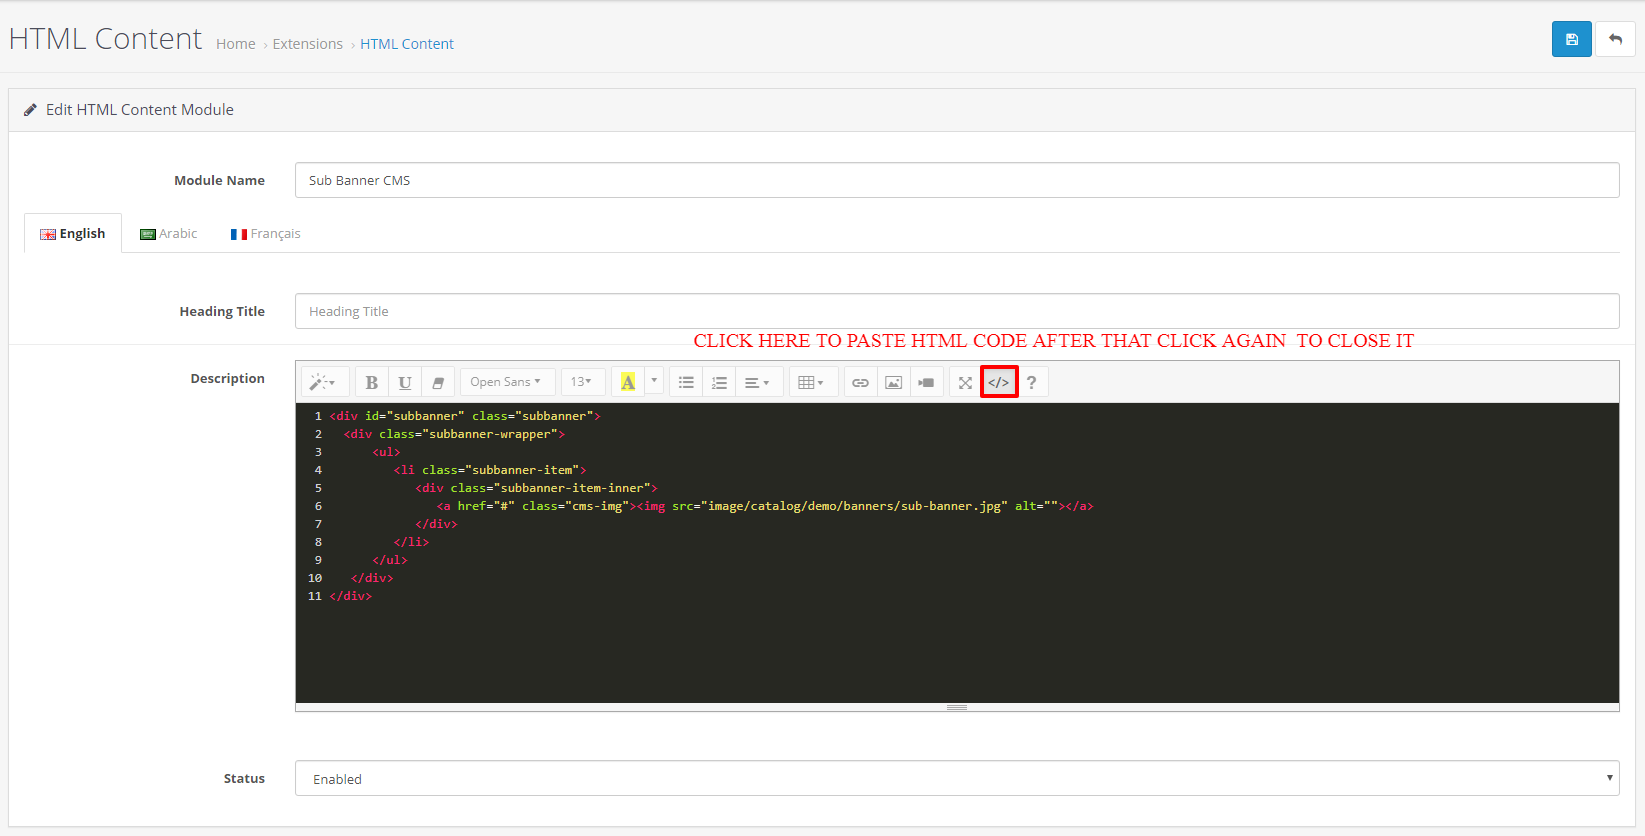 HTML Content Home › Extensions › HTML Content
Edit HTML Content Module
Module Name Sub Banner CMS
English Arabic Français
Heading Title Heading Title
CLICK HERE TO PASTE HTML CODE AFTER THAT CLICK AGAIN TO CLOSE IT
Description B U Open Sans 13 A </> ?
1 <div id="subbanner" class="subbanner">
2 <div class="subbanner-wrapper">
3 <ul>
4 <li class="subbanner-item">
5 <div class="subbanner-item-inner">
6 <a href="#" class="cms-img"><img src="image/catalog/demo/banners/sub-banner.jpg" alt=""></a>
7 </div>
8 </li>
9 </ul>
10 </div>
11 </div>
Status Enabled